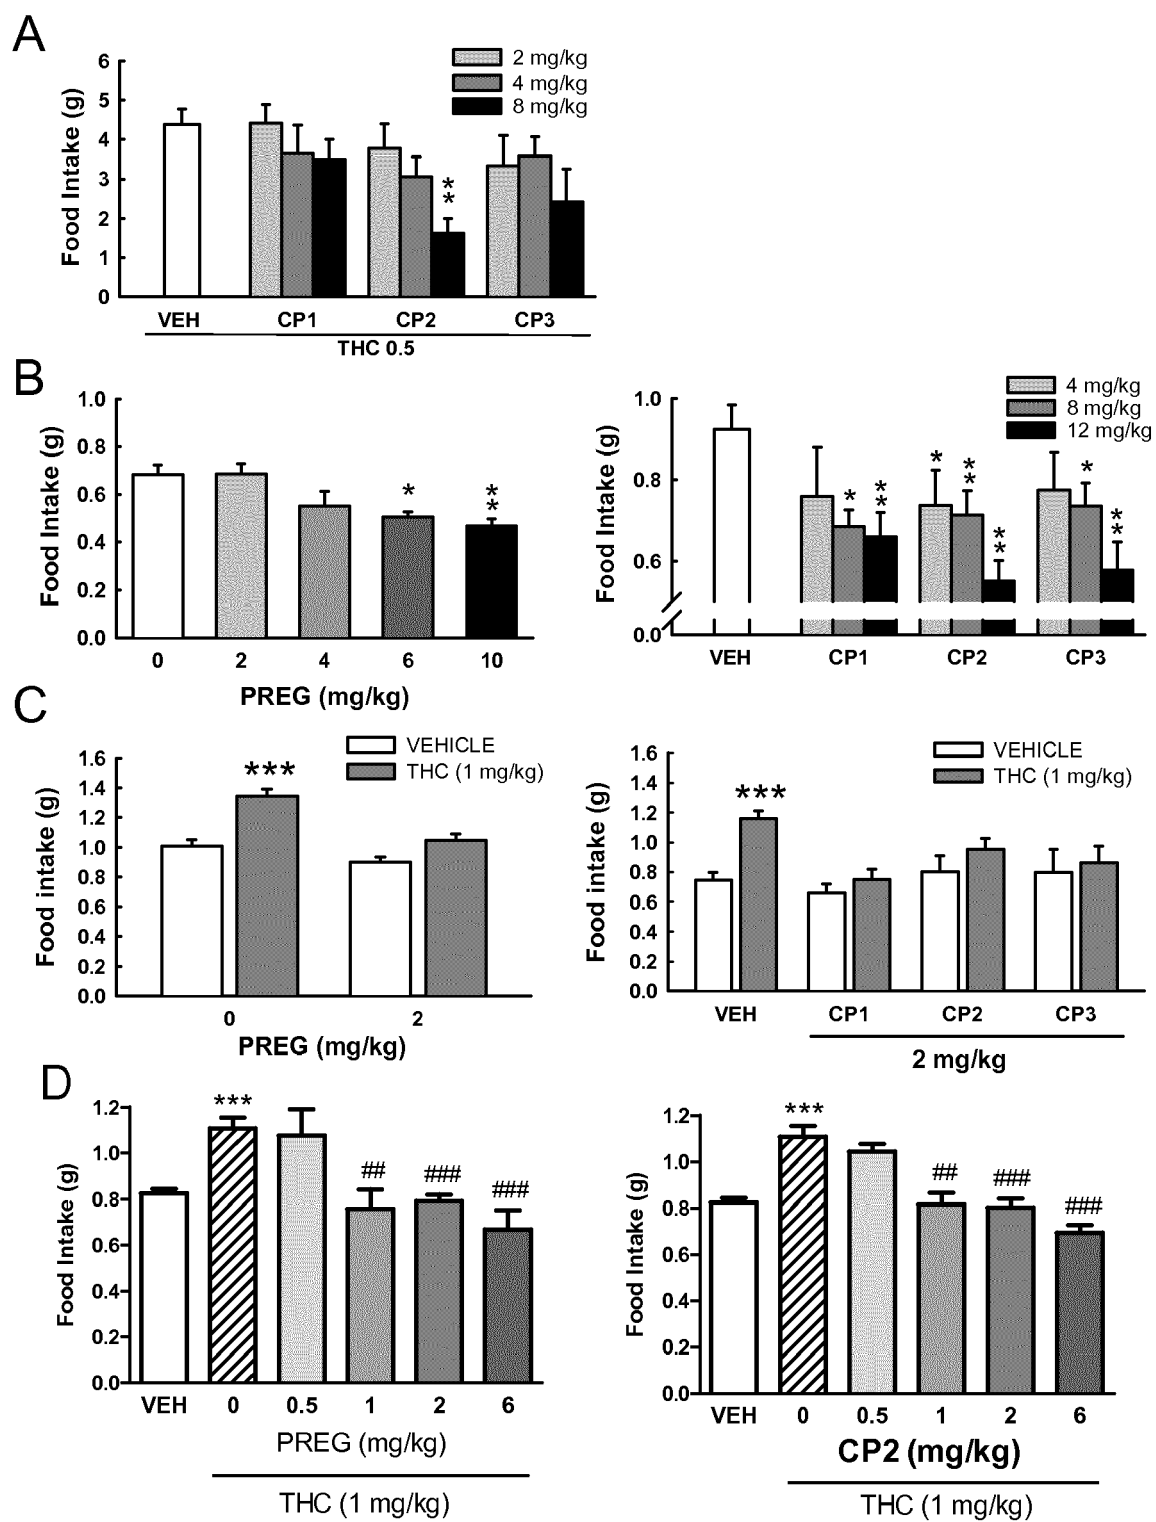 A
2 mg/kg
4 mg/kg
8 mg/kg
6
5
4
3
2
1
0
Food Intake (g)
**
VEH CP1 CP2 CP3
THC 0.5
B
1.0
0.8
0.6
0.4
0.2
0.0
Food Intake (g)
* **
0 2 4 6 10
PREG (mg/kg)
4 mg/kg
8 mg/kg
12 mg/kg
1.0
0.8
0.6
0.0
Food Intake (g)
* ** * ** ** * **
VEH CP1 CP2 CP3
C
VEHICLE
THC (1 mg/kg)
1.6
1.4
1.2
1.0
0.8
0.6
0.4
0.2
0.0
Food intake (g)
***
0 2
PREG (mg/kg)
VEHICLE
THC (1 mg/kg)
1.6
1.4
1.2
1.0
0.8
0.6
0.4
0.2
0.0
Food intake (g)
***
VEH CP1 CP2 CP3
2 mg/kg
D
1.2
1.0
0.8
0.6
0.4
0.2
0.0
Food Intake (g)
*** ## ### ###
VEH 0 0.5 1 2 6
PREG (mg/kg)
THC (1 mg/kg)
1.2
1.0
0.8
0.6
0.4
0.2
0.0
Food Intake (g)
*** ## ### ###
VEH 0 0.5 1 2 6
CP2 (mg/kg)
THC (1 mg/kg)